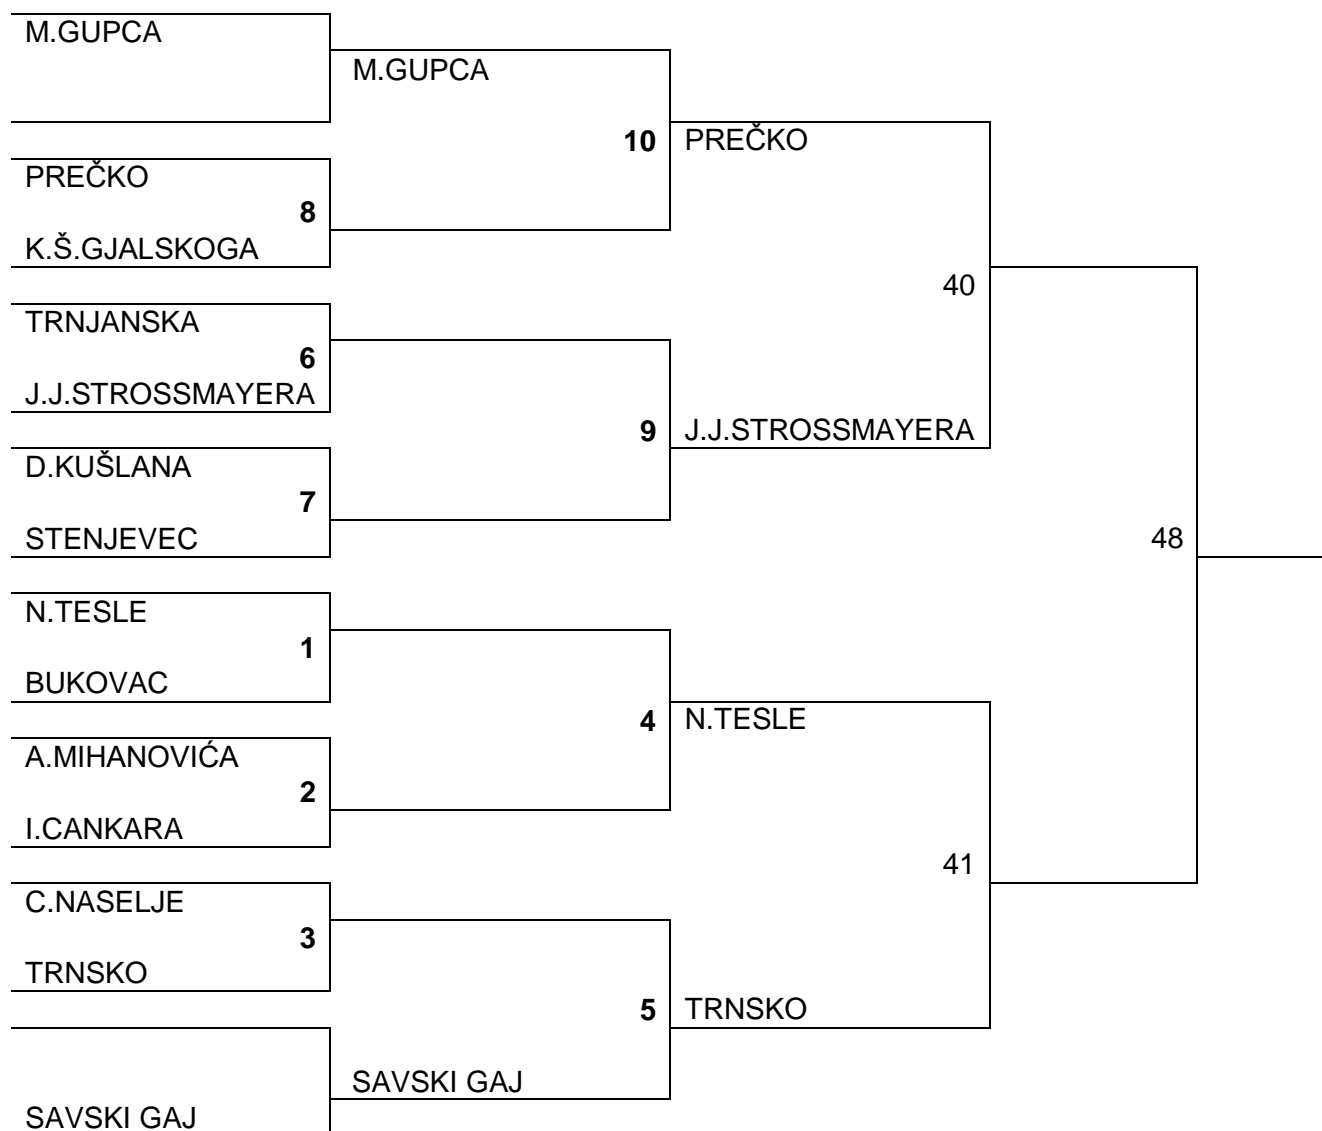 M.GUPCA
M.GUPCA
10 PREČKO
PREČKO
8
K.Š.GJALSKOGA
40
TRNJANSKA
6
J.J.STROSSMAYERA
9 J.J.STROSSMAYERA
D.KUŠLANA
7
STENJEVEC
48
N.TESLE
1
BUKOVAC
4 N.TESLE
A.MIHANOVIĆA
2
I.CANKARA
41
C.NASELJE
3
TRNSKO
5 TRNSKO
SAVSKI GAJ
SAVSKI GAJ